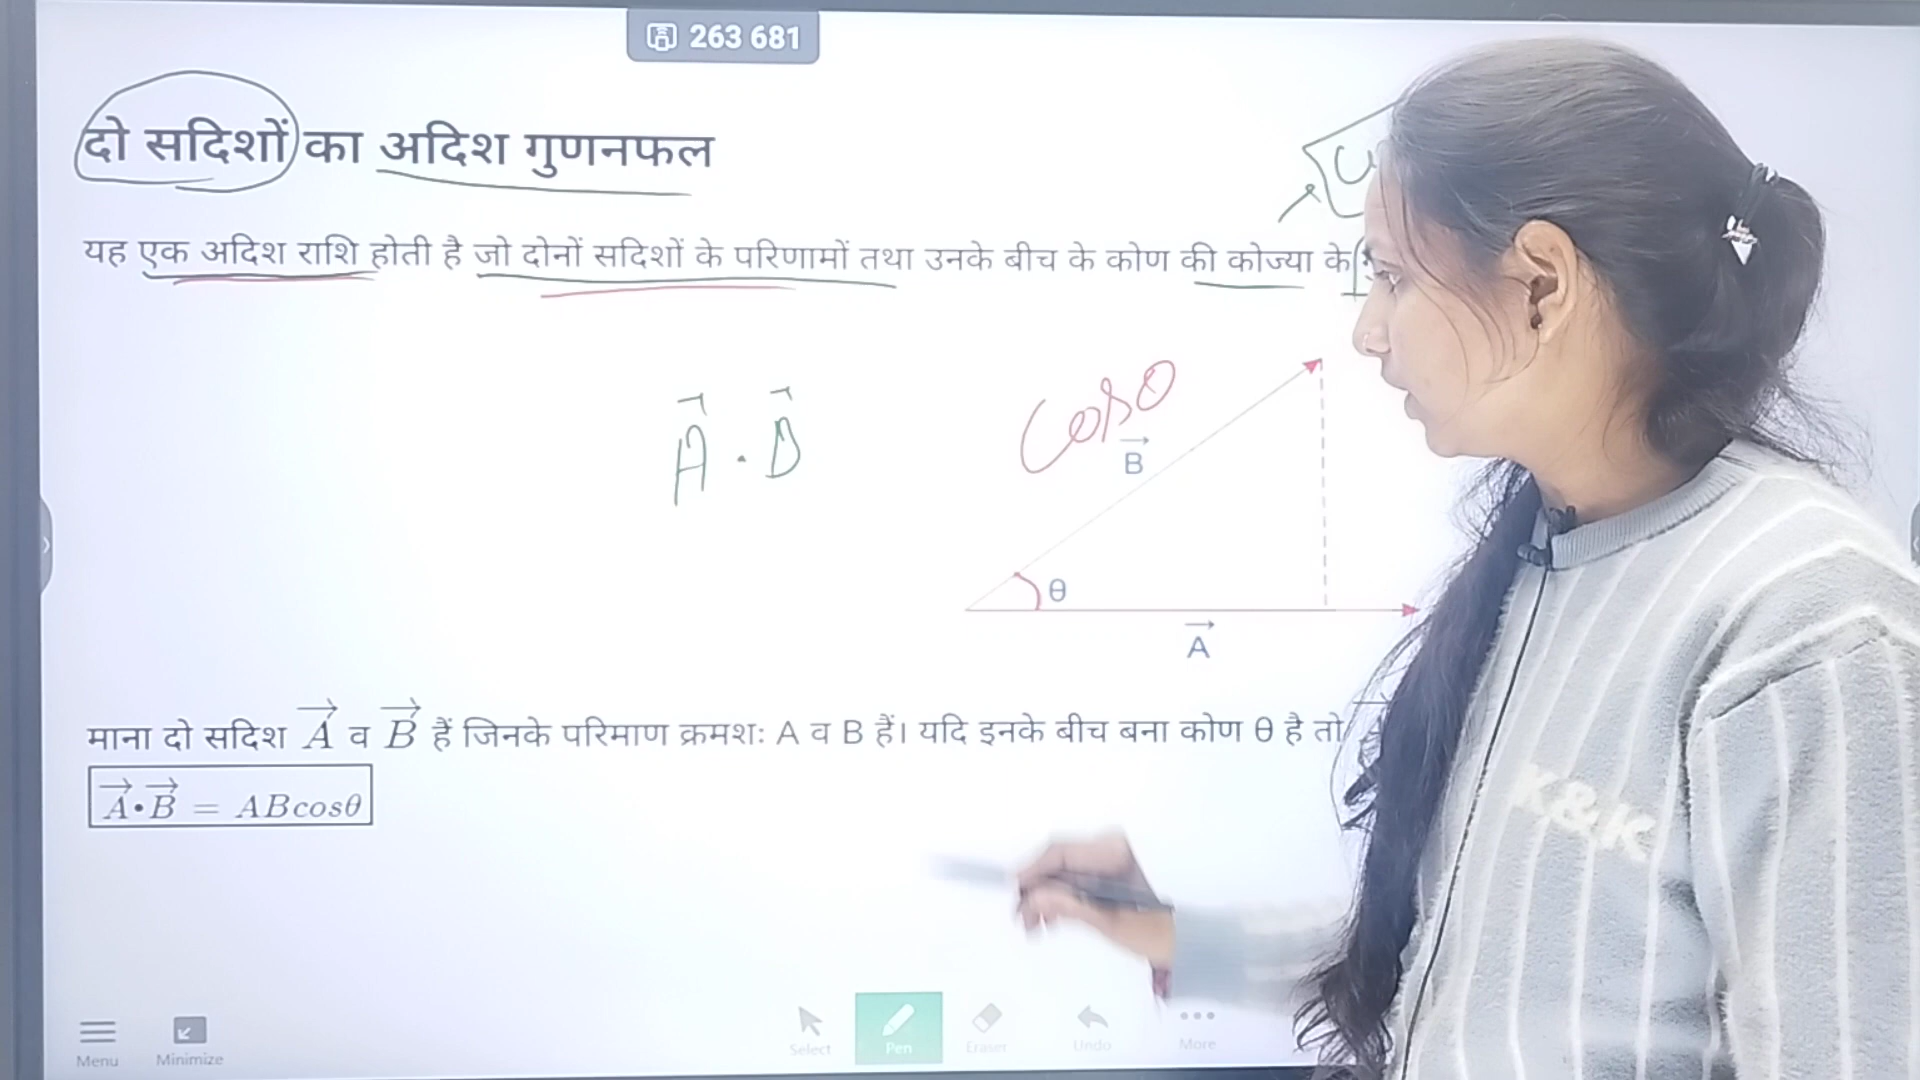 263 681
दो सदिशों का अदिश गुणनफल
यह एक अदिश राशि होती है जो दोनों सदिशों के परिणामों तथा उनके बीच के कोण की कोज्या के
A⃗ . B⃗
Cosθ
B⃗
θ
A⃗
माना दो सदिश A⃗ व B⃗ हैं जिनके परिमाण क्रमशः A व B हैं। यदि इनके बीच बना कोण θ है तो
A⃗•B⃗ = ABcosθ
K&K
Menu Minimize Select Pen Eraser Undo More